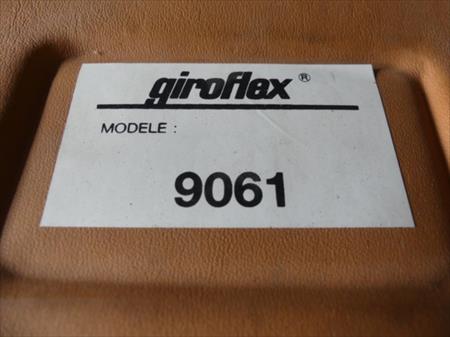 giroflex ®
MODELE :
9061